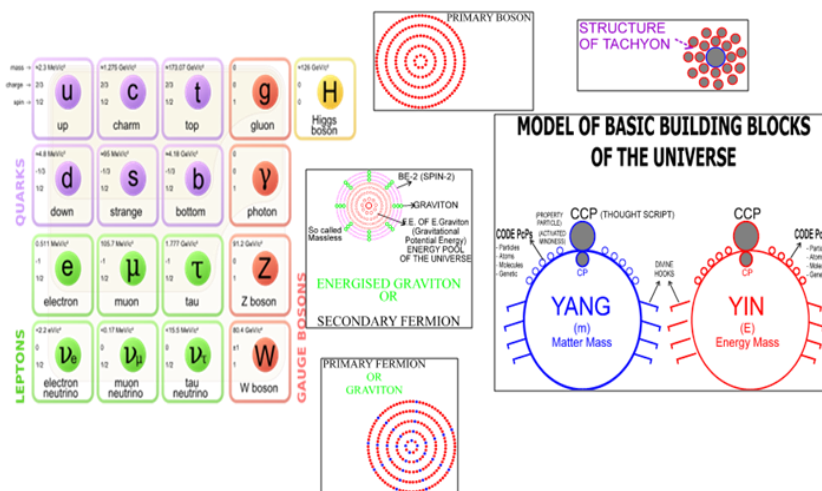 mass → ≈2.3 MeV/c² ≈1.275 GeV/c² ≈173.07 GeV/c² 0 ≈126 GeV/c²
charge → 2/3 2/3 2/3 0 0
spin → 1/2 1/2 1/2 1 0
u c t g H
up charm top gluon Higgs boson
QUARKS
≈4.8 MeV/c² ≈95 MeV/c² ≈4.18 GeV/c² 0
-1/3 -1/3 -1/3 0
1/2 1/2 1/2 1
d s b γ
down strange bottom photon
0.511 MeV/c² 105.7 MeV/c² 1.777 GeV/c² 91.2 GeV/c²
-1 -1 -1 0
1/2 1/2 1/2 1
e μ τ Z
electron muon tau Z boson
LEPTONS
<2.2 eV/c² <0.17 MeV/c² <15.5 MeV/c² 80.4 GeV/c²
0 0 0 ±1
1/2 1/2 1/2 1
νe νμ ντ W
electron neutrino muon neutrino tau neutrino W boson
GAUGE BOSONS
PRIMARY BOSON
STRUCTURE
OF TACHYON
BE-2 (SPIN-2)
GRAVITON
So called
Massless
F.E. OF E.Graviton
(Gravitational
Potential Energy)
ENERGY POOL
OF THE UNIVERSE
ENERGISED GRAVITON
OR
SECONDARY FERMION
PRIMARY FERMION
OR
GRAVITON
MODEL OF BASIC BUILDING BLOCKS
OF THE UNIVERSE
CCP (THOUGHT SCRIPT) CCP
(PROPERTY
PARTICLE)
CODE PcPs (ACTIVATED
MINDNESS)
- Particles
- Atoms
- Molecules
- Genetic
CP
DIVINE
HOOKS
CP
CODE Pc
- Partic
- Atom
- Molec
- Gene
YANG
(m)
Matter Mass
YIN
(E)
Energy Mass